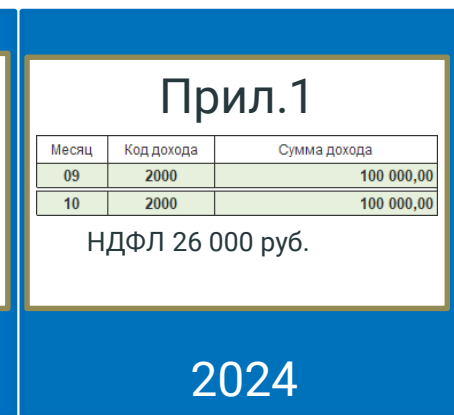 Прил.1
Месяц Код дохода Сумма дохода
09 2000 100 000,00
10 2000 100 000,00
НДФЛ 26 000 руб.
2024